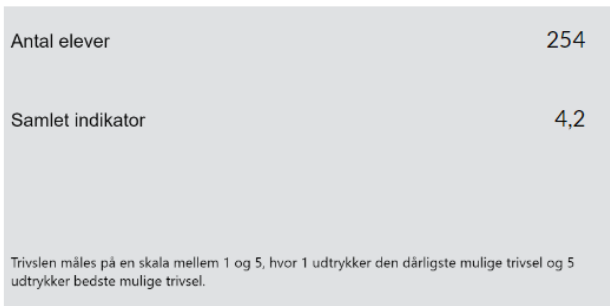 Antal elever 254
Samlet indikator 4,2
Trivslen måles på en skala mellem 1 og 5, hvor 1 udtrykker den dårligste mulige trivsel og 5
udtrykker bedste mulige trivsel.